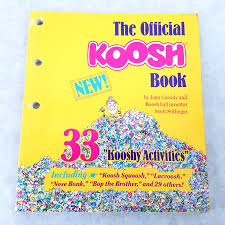 The Official
KOOSH
Book
NEW!
by John Cassidy and
Koosh ball inventor
Scott Stillinger
33 "Kooshy Activities"
Including "Koosh Squoosh," "Lacroosh,"
"Nose Bonk," "Bop the Brother," and 29 others!